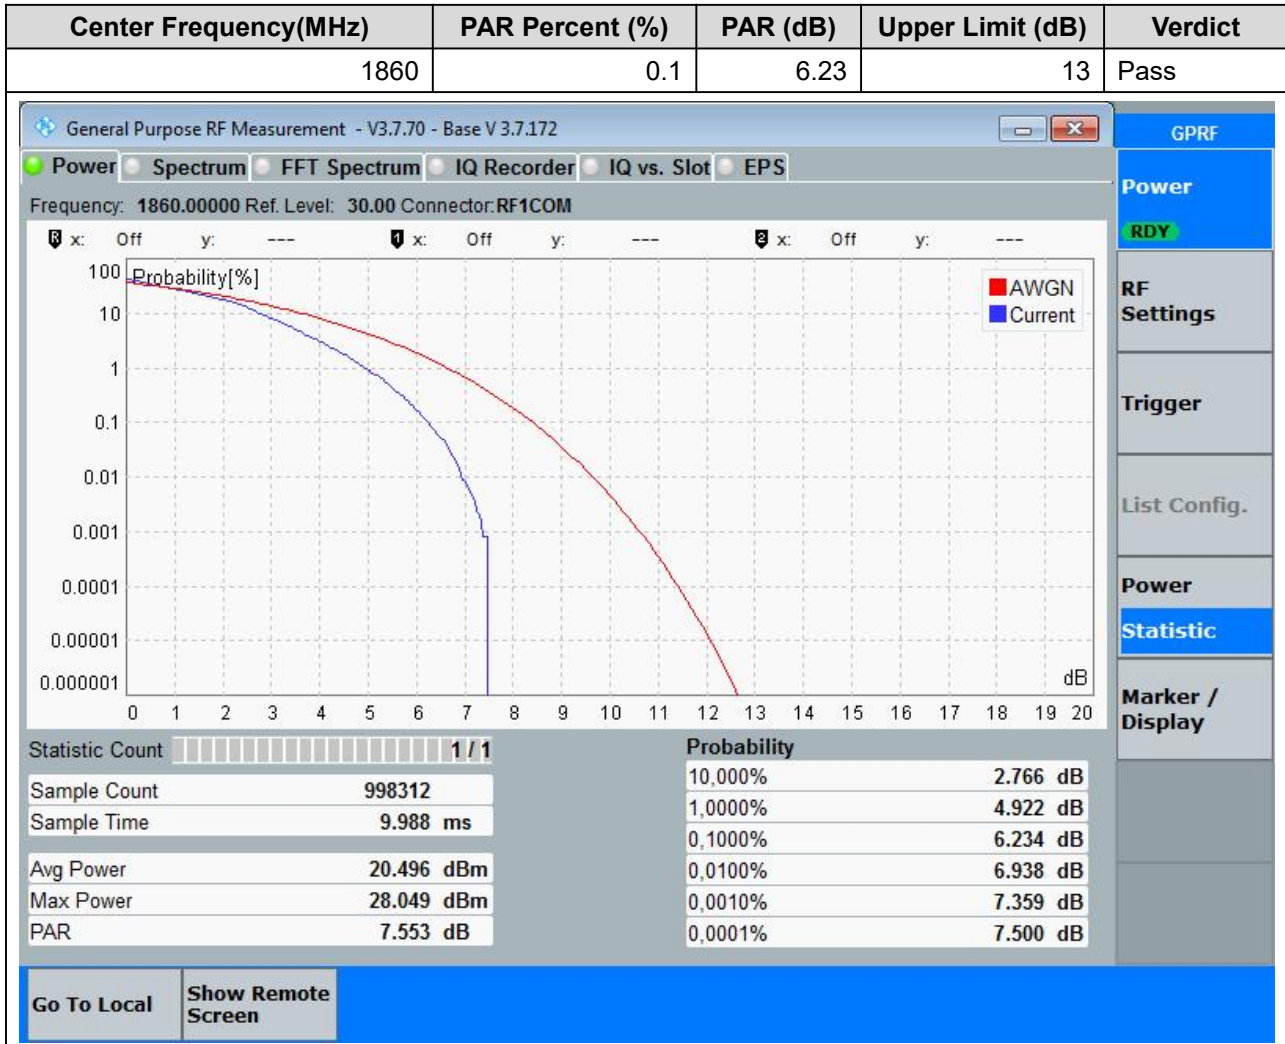 Center Frequency(MHz) PAR Percent (%) PAR (dB) Upper Limit (dB) Verdict
1860 0.1 6.23 13 Pass
General Purpose RF Measurement - V3.7.70 - Base V 3.7.172
GPRF
Power Spectrum FFT Spectrum IQ Recorder IQ vs. Slot EPS
Frequency: 1860.00000 Ref. Level: 30.00 Connector:RF1COM
R x: Off y: --- 1 x: Off y: --- 2 x: Off y: ---
Probability[%]
100
10
1
0.1
0.01
0.001
0.0001
0.00001
0.000001
AWGN
Current
dB
0 1 2 3 4 5 6 7 8 9 10 11 12 13 14 15 16 17 18 19 20
Statistic Count 1 / 1
Sample Count 998312
Sample Time 9.988 ms
Avg Power 20.496 dBm
Max Power 28.049 dBm
PAR 7.553 dB
Probability
10,000% 2.766 dB
1,0000% 4.922 dB
0,1000% 6.234 dB
0,0100% 6.938 dB
0,0010% 7.359 dB
0,0001% 7.500 dB
Power
RDY
RF
Settings
Trigger
List Config.
Power
Statistic
Marker /
Display
Go To Local
Show Remote
Screen